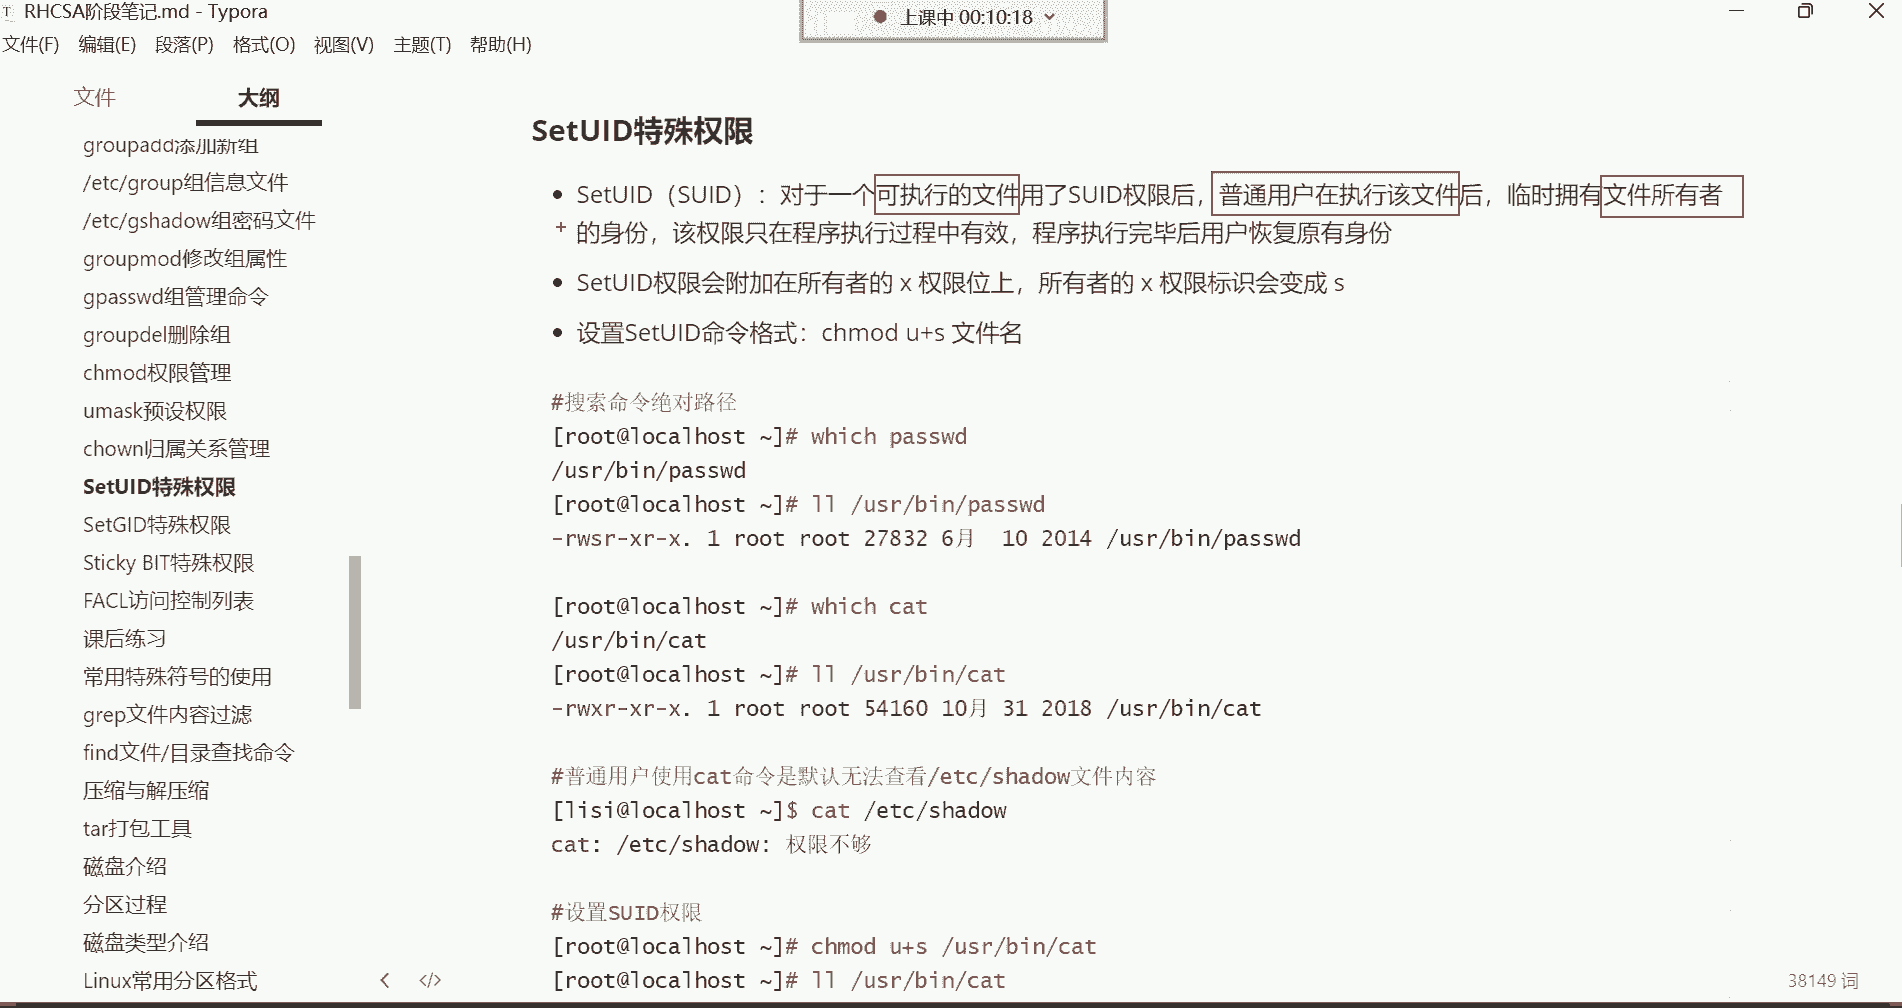 RHCSA阶段笔记.md - Typora
上课中 00:10:18
文件(F) 编辑(E) 段落(P) 格式(O) 视图(V) 主题(T) 帮助(H)
文件 大纲
groupadd添加新组
/etc/group组信息文件
/etc/gshadow组密码文件
groupmod修改组属性
gpasswd组管理命令
groupdel删除组
chmod权限管理
umask预设权限
chown归属关系管理
SetUID特殊权限
SetGID特殊权限
Sticky BIT特殊权限
FACL访问控制列表
课后练习
常用特殊符号的使用
grep文件内容过滤
find文件/目录查找命令
压缩与解压缩
tar打包工具
磁盘介绍
分区过程
磁盘类型介绍
Linux常用分区格式
SetUID特殊权限
SetUID（SUID）：对于一个可执行的文件用了SUID权限后，普通用户在执行该文件后，临时拥有文件所有者
的身份，该权限只在程序执行过程中有效，程序执行完毕后用户恢复原有身份
SetUID权限会附加在所有者的 x 权限位上，所有者的 x 权限标识会变成 s
设置SetUID命令格式：chmod u+s 文件名
#搜索命令绝对路径
[root@localhost ~]# which passwd
/usr/bin/passwd
[root@localhost ~]# ll /usr/bin/passwd
-rwsr-xr-x. 1 root root 27832 6月  10 2014 /usr/bin/passwd
[root@localhost ~]# which cat
/usr/bin/cat
[root@localhost ~]# ll /usr/bin/cat
-rwxr-xr-x. 1 root root 54160 10月 31 2018 /usr/bin/cat
#普通用户使用cat命令是默认无法查看/etc/shadow文件内容
[lisi@localhost ~]$ cat /etc/shadow
cat: /etc/shadow: 权限不够
#设置SUID权限
[root@localhost ~]# chmod u+s /usr/bin/cat
[root@localhost ~]# ll /usr/bin/cat
38149 词